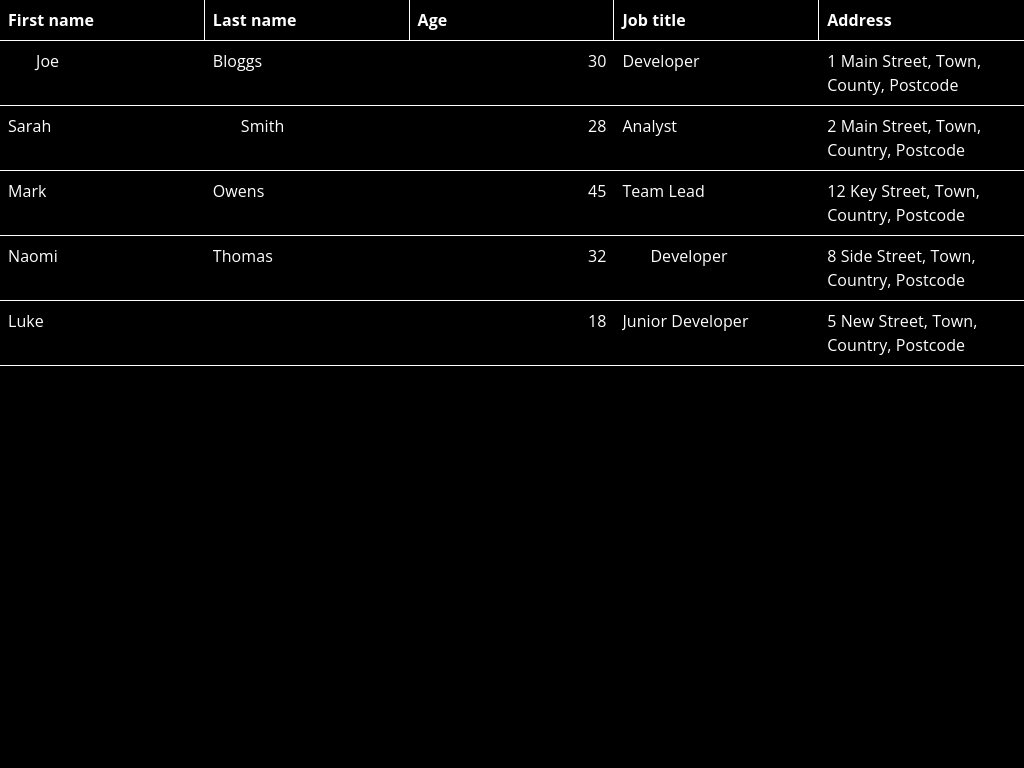 First name Last name Age Job title Address
Joe Bloggs 30 Developer 1 Main Street, Town,
County, Postcode
Sarah Smith 28 Analyst 2 Main Street, Town,
Country, Postcode
Mark Owens 45 Team Lead 12 Key Street, Town,
Country, Postcode
Naomi Thomas 32 Developer 8 Side Street, Town,
Country, Postcode
Luke 18 Junior Developer 5 New Street, Town,
Country, Postcode